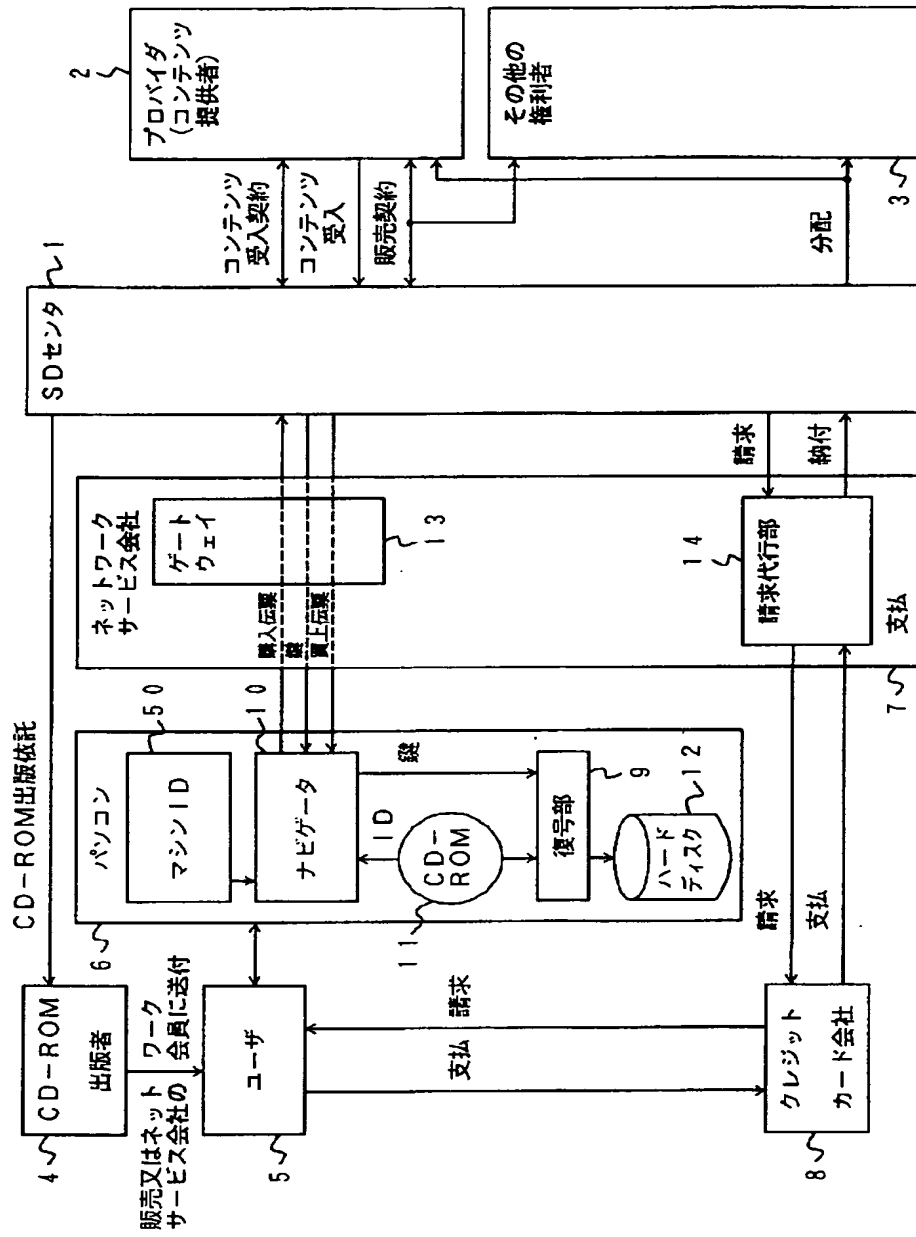 CD-ROM出版依託
SDセンタ
1
プロバイダ
(コンテンツ
提供者)
2
その他の
権利者
3
コンテンツ
受入契約
コンテンツ
受入
販売契約
分配
ネットワーク
サービス会社
ゲート
ウェイ
13
購入伝票
鍵
買上伝票
請求
納付
14
請求代行部
支払
7
パソコン
6
マシンID
50
ナビゲータ
10
鍵
ID
CD-
ROM
11
復号部
9
ハード
ディスク
12
請求
支払
CD-ROM
出版者
4
販売又はネットワーク
サービス会社の会員に送付
ユーザ
5
請求
支払
クレジット
カード会社
8